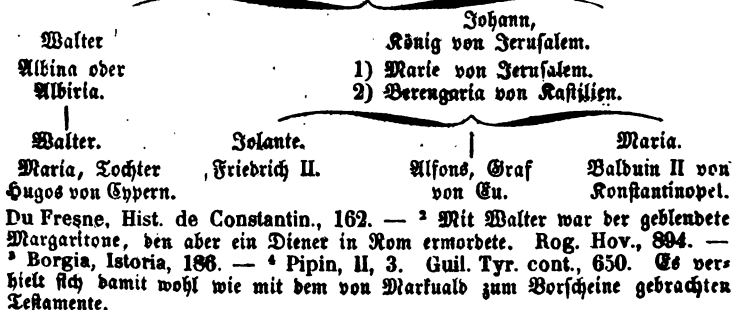 Walter
Albina oder
Albiria.
Johann,
König von Jerusalem.
1) Marie von Jerusalem.
2) Berengaria von Kastilien.
Walter.
Maria, Tochter
Hugos von Cypern.
Jolante.
Friedrich II.
Alfons, Graf
von Eu.
Maria.
Balduin II von
Konstantinopel.
Du Fresne, Hist. de Constantin., 162. — ² Mit Walter war der geblendete
Margaritone, den aber ein Diener in Rom ermordete. Rog. Hov., 894. —
³ Borgia, Istoria, 186. — ⁴ Pipin, II, 3. Guil. Tyr. cont., 650. Es ver-
hielt sich damit wohl wie mit dem von Markuald zum Vorscheine gebrachten
Testamente.